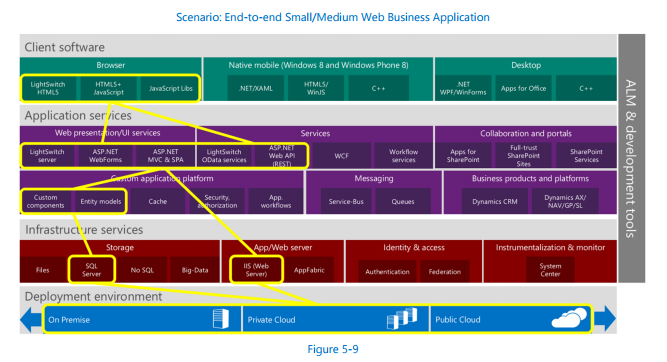 Scenario: End-to-end Small/Medium Web Business Application
Client software
Browser
Native mobile (Windows 8 and Windows Phone 8)
Desktop
LightSwitch
HTML5
HTML5+
JavaScript
JavaScript Libs
.NET/XAML
HTML5/
WinJS
C++
.NET
WPF/WinForms
Apps for Office
C++
Application services
Web presentation/UI services
Services
Collaboration and portals
LightSwitch
server
ASP.NET
WebForms
ASP.NET
MVC & SPA
LightSwitch
OData services
ASP.NET
Web API
(REST)
WCF
Workflow
services
Apps for
SharePoint
Full-trust
SharePoint
Sites
SharePoint
Services
Custom application platform
Messaging
Business products and platforms
Custom
components
Entity models
Cache
Security,
authorization
App.
workflows
Service-Bus
Queues
Dynamics CRM
Dynamics AX/
NAV/GP/SL
Infrastructure services
Storage
App/Web server
Identity & access
Instrumentalization & monitor
Files
SQL
Server
No SQL
Big-Data
IIS (Web
Server)
AppFabric
Authentication
Federation
System
Center
Deployment environment
On Premise
Private Cloud
Public Cloud
ALM & development tools
Figure 5-9